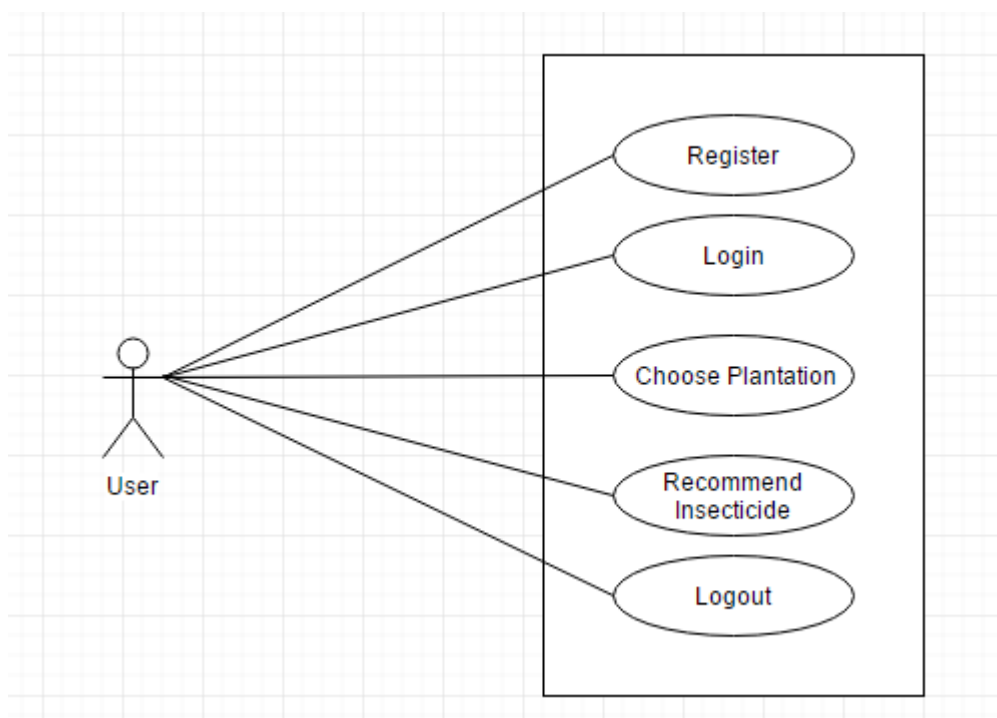 Register
Login
Choose Plantation
Recommend
Insecticide
Logout
User